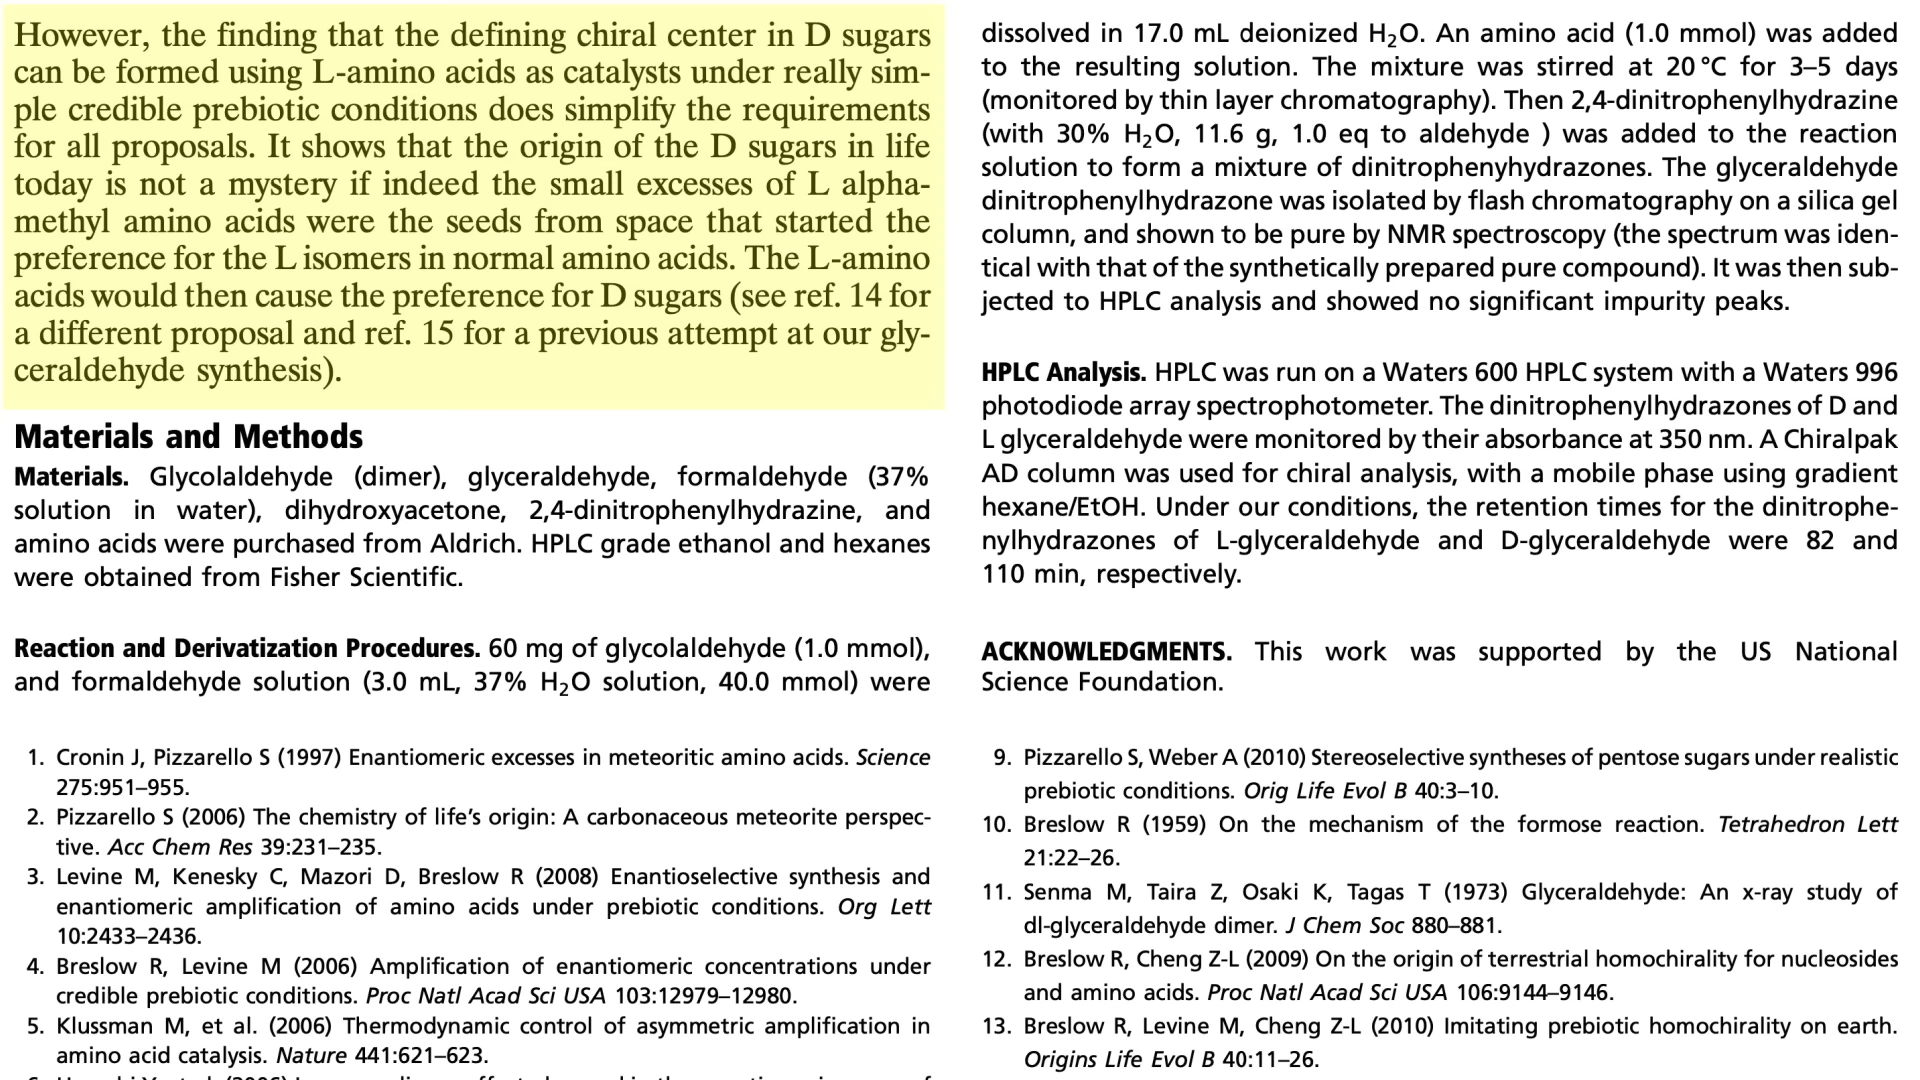 However, the finding that the defining chiral center in D sugars
can be formed using L-amino acids as catalysts under really sim-
ple credible prebiotic conditions does simplify the requirements
for all proposals. It shows that the origin of the D sugars in life
today is not a mystery if indeed the small excesses of L alpha-
methyl amino acids were the seeds from space that started the
preference for the L isomers in normal amino acids. The L-amino
acids would then cause the preference for D sugars (see ref. 14 for
a different proposal and ref. 15 for a previous attempt at our gly-
ceraldehyde synthesis).
Materials and Methods
Materials. Glycolaldehyde (dimer), glyceraldehyde, formaldehyde (37%
solution in water), dihydroxyacetone, 2,4-dinitrophenylhydrazine, and
amino acids were purchased from Aldrich. HPLC grade ethanol and hexanes
were obtained from Fisher Scientific.
Reaction and Derivatization Procedures. 60 mg of glycolaldehyde (1.0 mmol),
and formaldehyde solution (3.0 mL, 37% H₂O solution, 40.0 mmol) were
dissolved in 17.0 mL deionized H₂O. An amino acid (1.0 mmol) was added
to the resulting solution. The mixture was stirred at 20 °C for 3–5 days
(monitored by thin layer chromatography). Then 2,4-dinitrophenylhydrazine
(with 30% H₂O, 11.6 g, 1.0 eq to aldehyde ) was added to the reaction
solution to form a mixture of dinitrophenyhydrazones. The glyceraldehyde
dinitrophenylhydrazone was isolated by flash chromatography on a silica gel
column, and shown to be pure by NMR spectroscopy (the spectrum was iden-
tical with that of the synthetically prepared pure compound). It was then sub-
jected to HPLC analysis and showed no significant impurity peaks.
HPLC Analysis. HPLC was run on a Waters 600 HPLC system with a Waters 996
photodiode array spectrophotometer. The dinitrophenylhydrazones of D and
L glyceraldehyde were monitored by their absorbance at 350 nm. A Chiralpak
AD column was used for chiral analysis, with a mobile phase using gradient
hexane/EtOH. Under our conditions, the retention times for the dinitrophe-
nylhydrazones of L-glyceraldehyde and D-glyceraldehyde were 82 and
110 min, respectively.
ACKNOWLEDGMENTS. This work was supported by the US National
Science Foundation.
1. Cronin J, Pizzarello S (1997) Enantiomeric excesses in meteoritic amino acids. Science
275:951–955.
2. Pizzarello S (2006) The chemistry of life's origin: A carbonaceous meteorite perspec-
tive. Acc Chem Res 39:231–235.
3. Levine M, Kenesky C, Mazori D, Breslow R (2008) Enantioselective synthesis and
enantiomeric amplification of amino acids under prebiotic conditions. Org Lett
10:2433–2436.
4. Breslow R, Levine M (2006) Amplification of enantiomeric concentrations under
credible prebiotic conditions. Proc Natl Acad Sci USA 103:12979–12980.
5. Klussman M, et al. (2006) Thermodynamic control of asymmetric amplification in
amino acid catalysis. Nature 441:621–623.
9. Pizzarello S, Weber A (2010) Stereoselective syntheses of pentose sugars under realistic
prebiotic conditions. Orig Life Evol B 40:3–10.
10. Breslow R (1959) On the mechanism of the formose reaction. Tetrahedron Lett
21:22–26.
11. Senma M, Taira Z, Osaki K, Tagas T (1973) Glyceraldehyde: An x-ray study of
dl-glyceraldehyde dimer. J Chem Soc 880–881.
12. Breslow R, Cheng Z-L (2009) On the origin of terrestrial homochirality for nucleosides
and amino acids. Proc Natl Acad Sci USA 106:9144–9146.
13. Breslow R, Levine M, Cheng Z-L (2010) Imitating prebiotic homochirality on earth.
Origins Life Evol B 40:11–26.